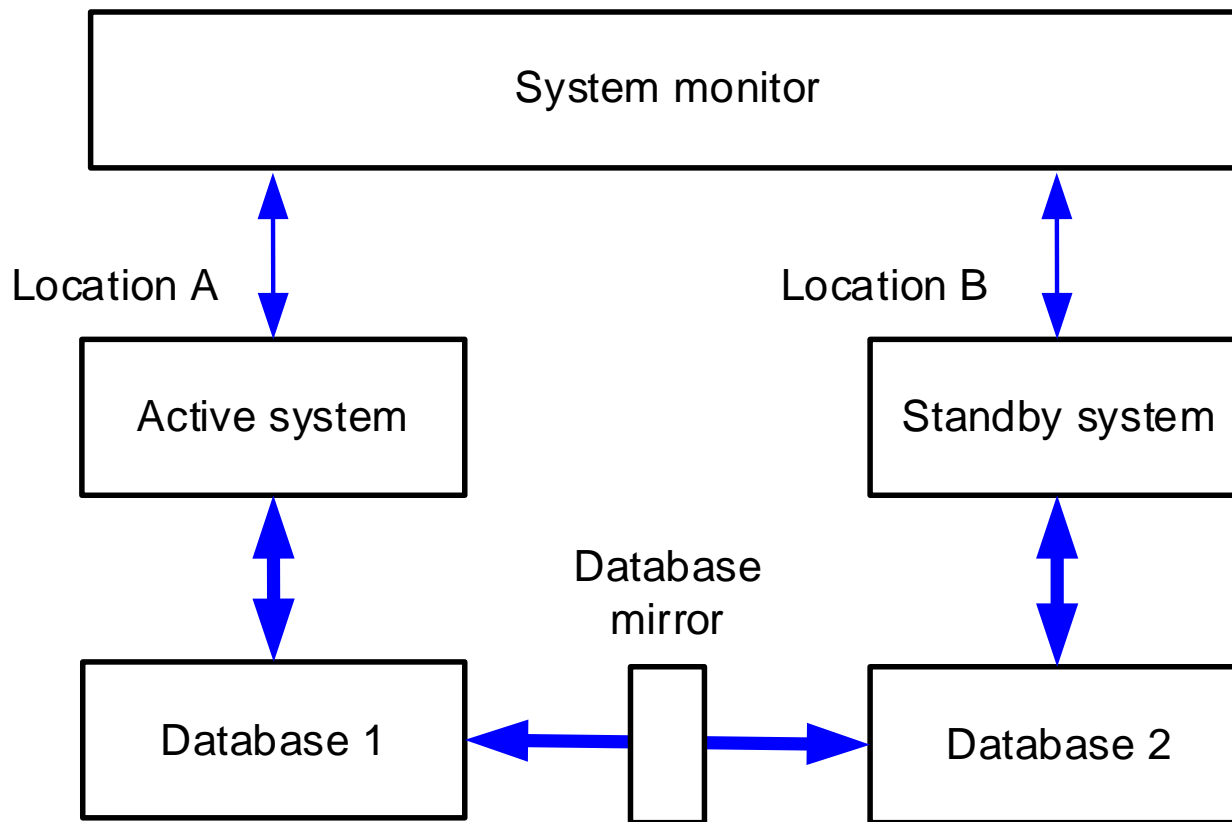 System monitor
Location A
Location B
Active system
Standby system
Database
mirror
Database 1
Database 2